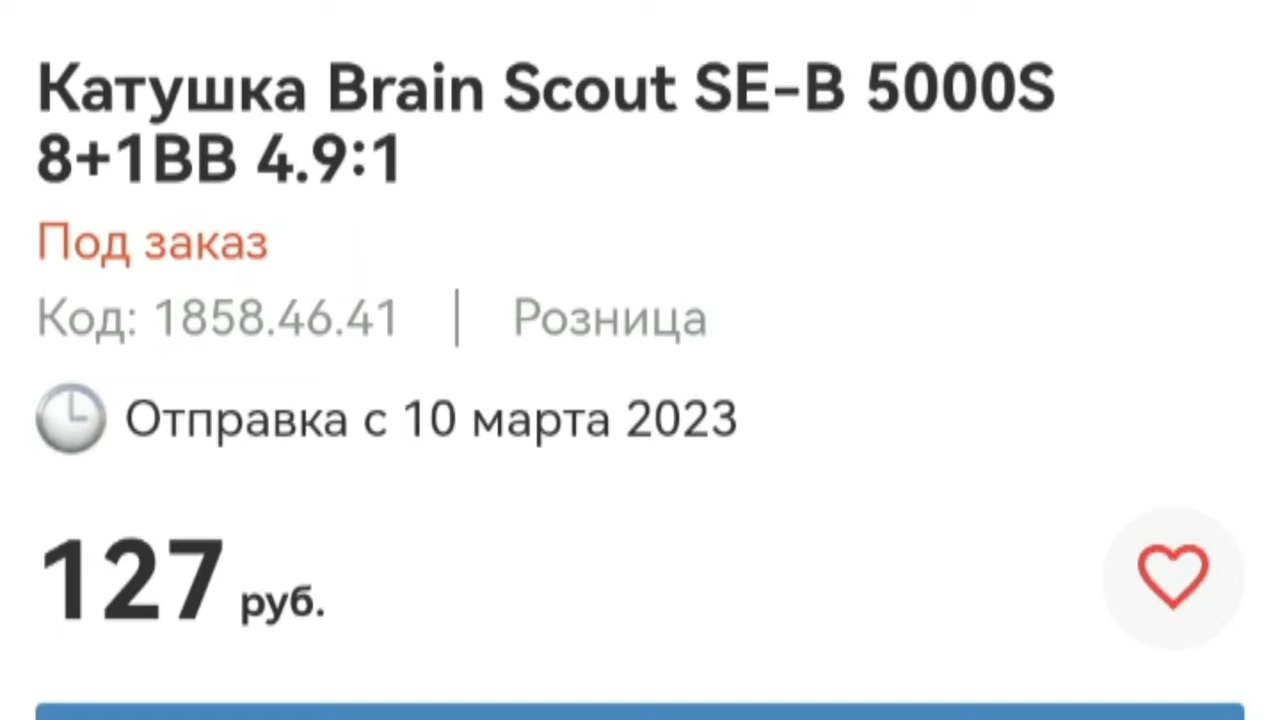 Катушка Brain Scout SE-B 5000S
8+1BB 4.9:1
Под заказ
Код: 1858.46.41 | Розница
Отправка с 10 марта 2023
127 руб.